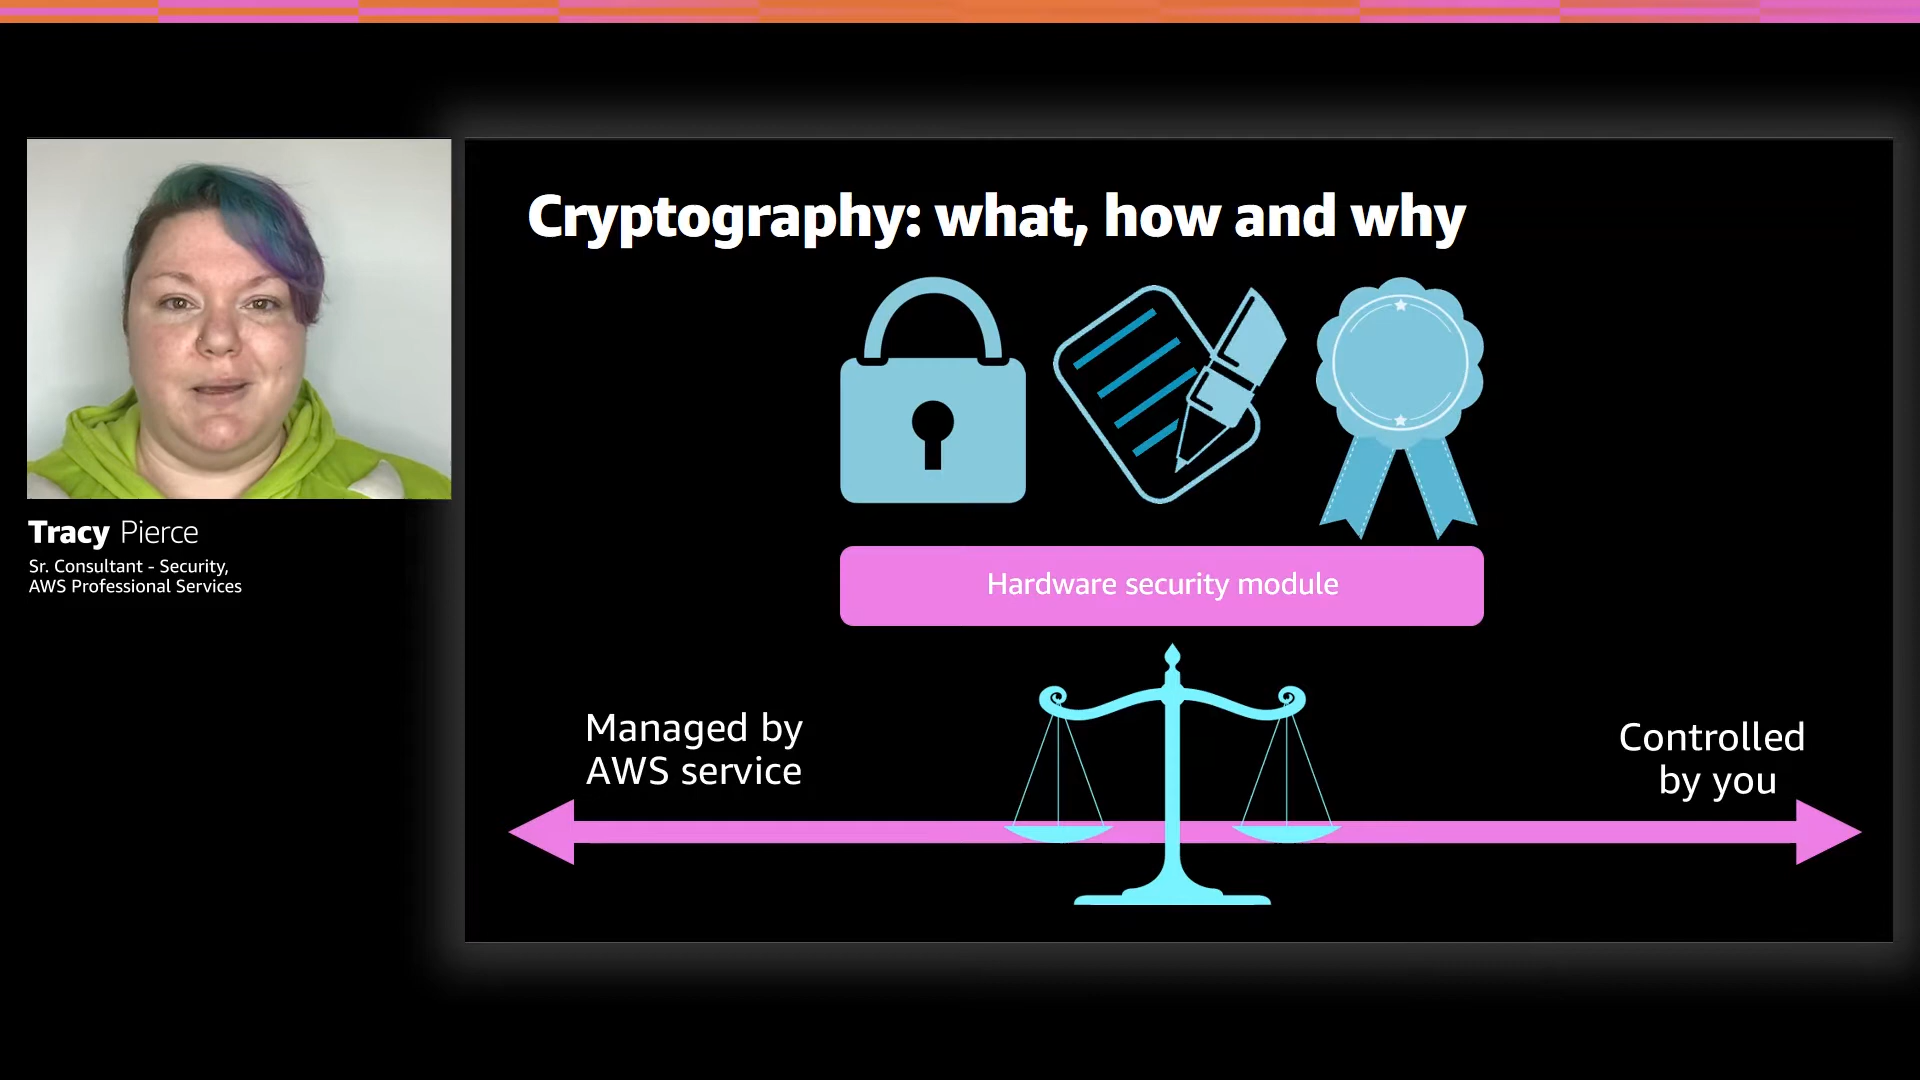 Cryptography: what, how and why
Hardware security module
Managed by
AWS service
Controlled
by you
Tracy Pierce
Sr. Consultant - Security,
AWS Professional Services